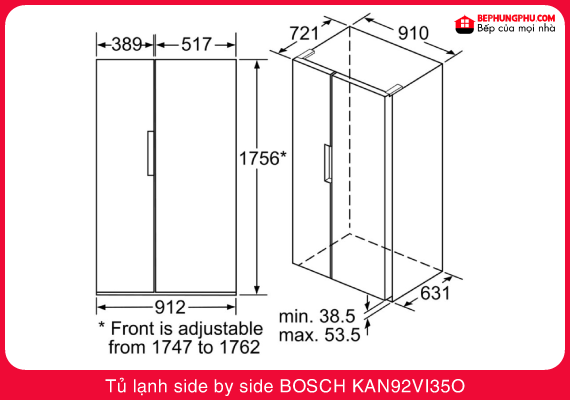 BEPHUNGPHU.COM
Bếp của mọi nhà
389
517
721
910
1756*
912
631
min. 38.5
max. 53.5
* Front is adjustable
from 1747 to 1762
Tủ lạnh side by side BOSCH KAN92VI35O